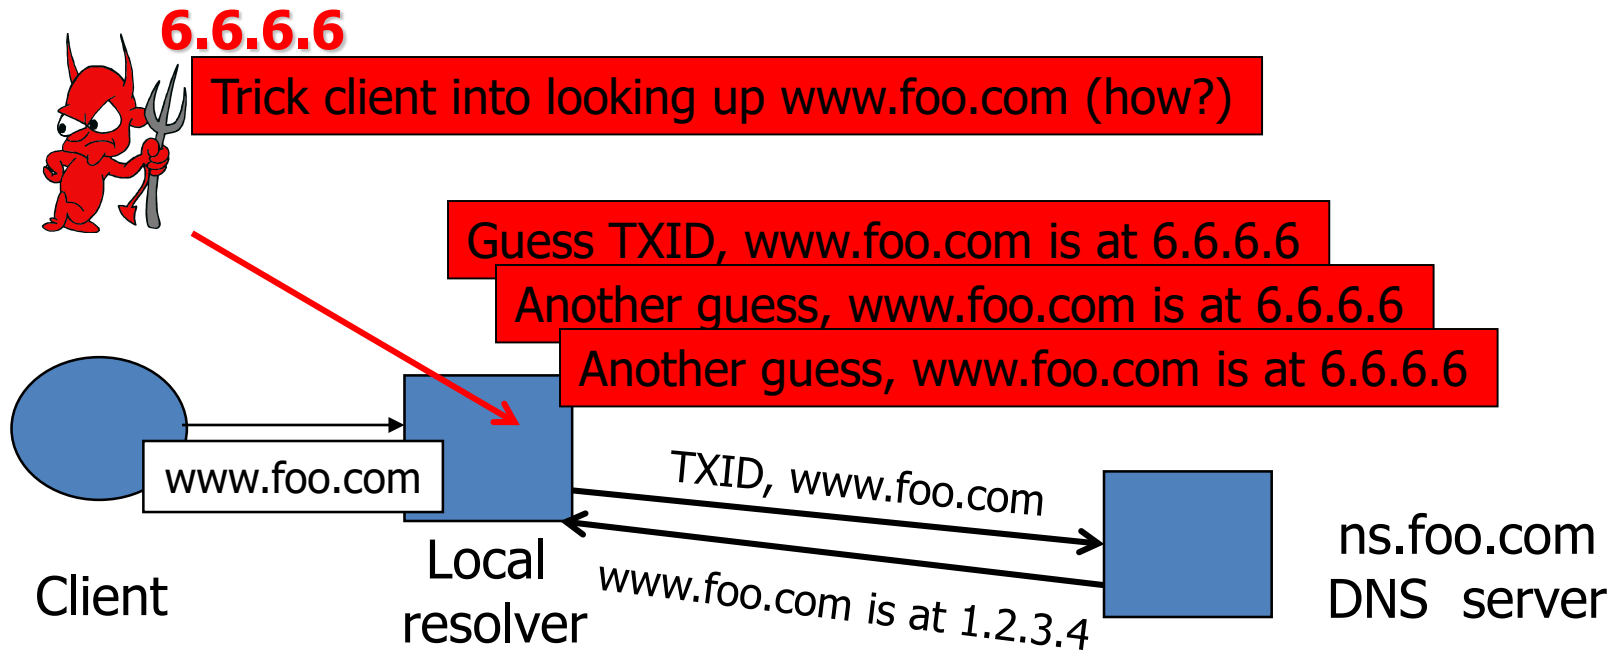 6.6.6.6
Trick client into looking up www.foo.com (how?)
Guess TXID, www.foo.com is at 6.6.6.6
Another guess, www.foo.com is at 6.6.6.6
Another guess, www.foo.com is at 6.6.6.6
www.foo.com
TXID, www.foo.com
www.foo.com is at 1.2.3.4
Client
Local
resolver
ns.foo.com
DNS server